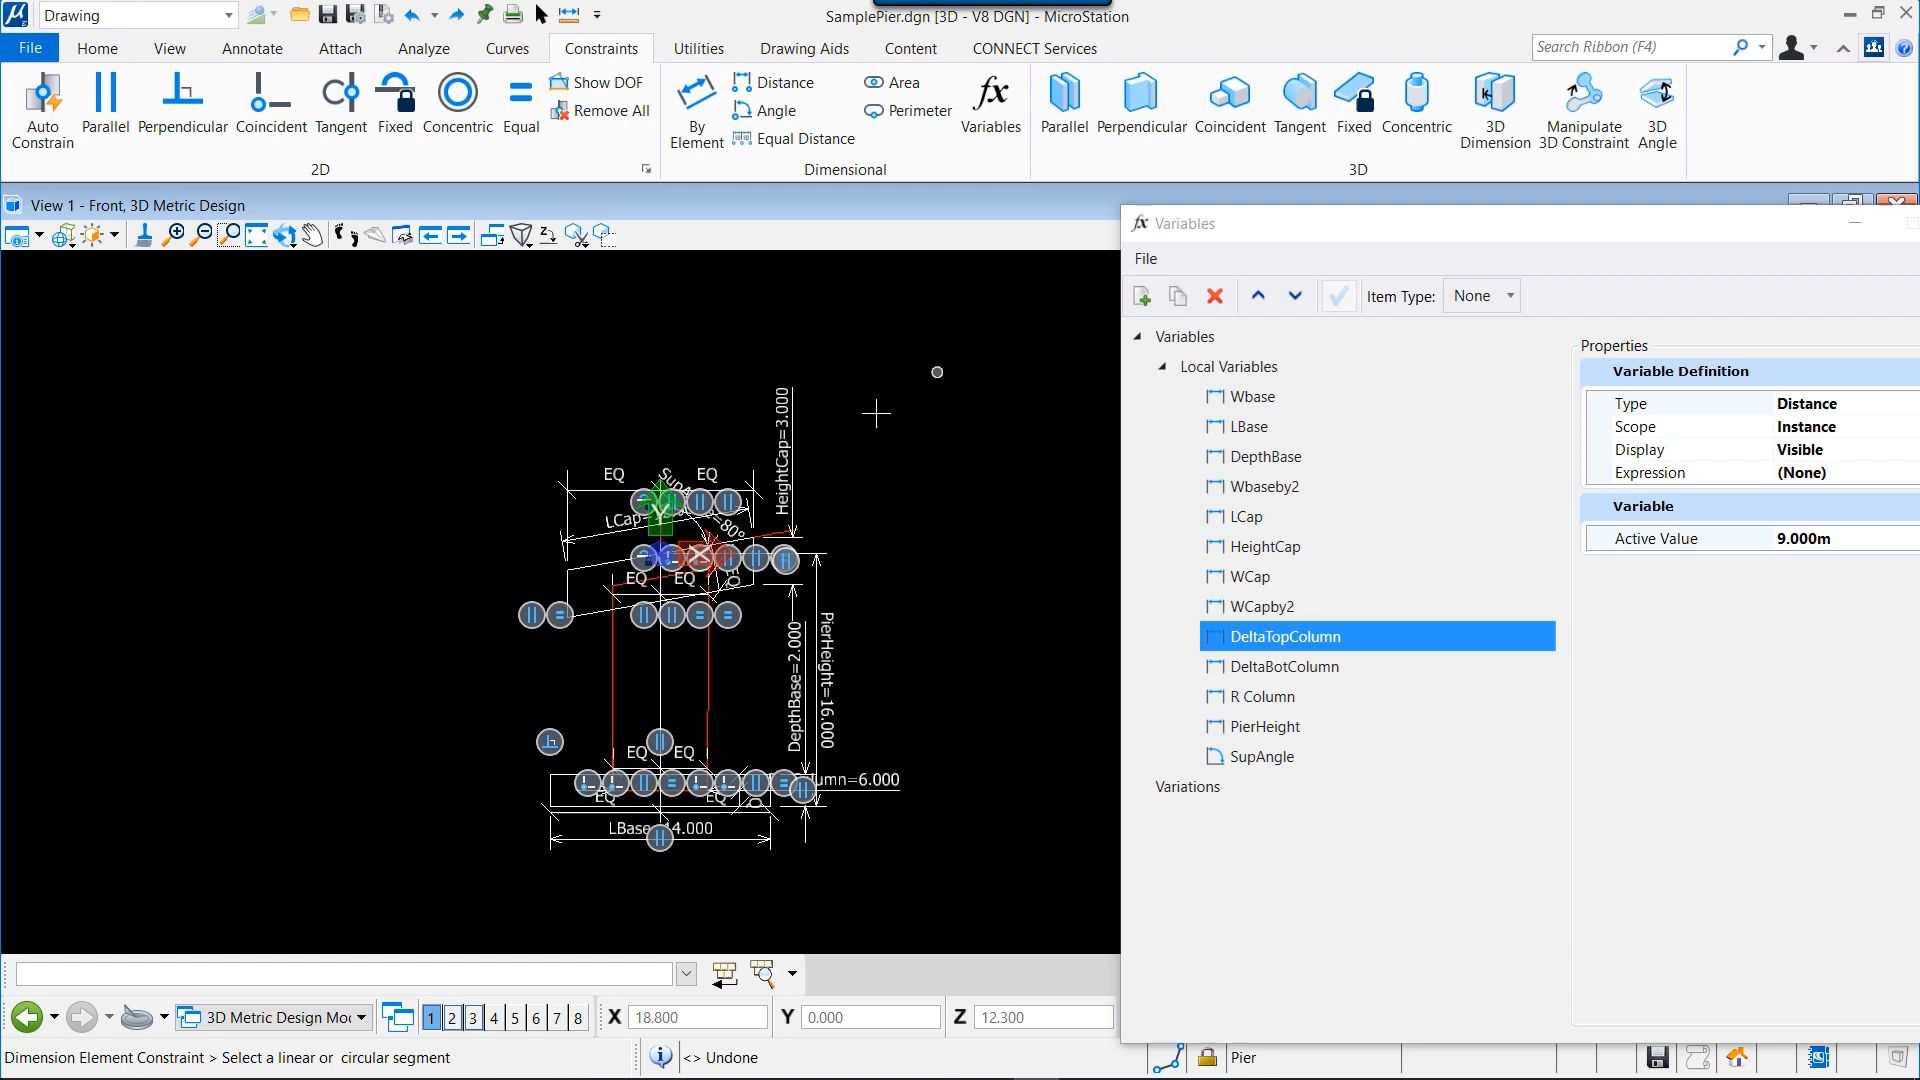 Drawing
SamplePier.dgn [3D - V8 DGN] - MicroStation
File Home View Annotate Attach Analyze Curves Constraints Utilities Drawing Aids Content CONNECT Services
Search Ribbon (F4)
Auto Constrain
Parallel
Perpendicular
Coincident
Tangent
Fixed
Concentric
Equal
Show DOF
Remove All
2D
By Element
Distance
Angle
Equal Distance
Area
Perimeter
Variables
Dimensional
Parallel
Perpendicular
Coincident
Tangent
Fixed
Concentric
3D Dimension
Manipulate 3D Constraint
3D Angle
3D
View 1 - Front, 3D Metric Design
fx Variables
File
Item Type: None
Variables
Local Variables
Wbase
LBase
DepthBase
Wbaseby2
LCap
HeightCap
WCap
WCapby2
DeltaTopColumn
DeltaBotColumn
R Column
PierHeight
SupAngle
Variations
Properties
Variable Definition
Type Distance
Scope Instance
Display Visible
Expression (None)
Variable
Active Value 9.000m
HeightCap=3.000
EQ EQ
LCap=
=80°
Y
EQ EQ
EQ
DepthBase=2.000
PierHeight=16.000
EQ EQ
umn=6.000
EQ EQ
LBase 14.000
3D Metric Design Moc
1 2 3 4 5 6 7 8
X 18.800
Y 0.000
Z 12.300
Dimension Element Constraint > Select a linear or circular segment
<> Undone
Pier